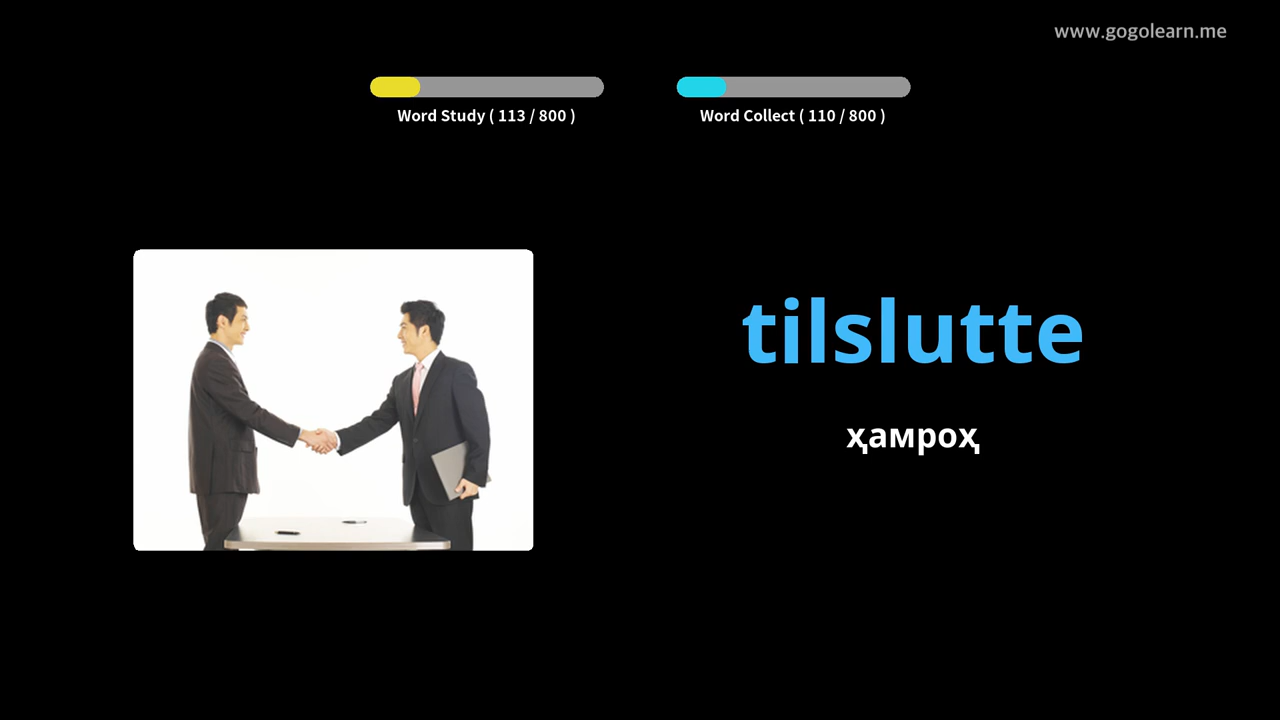 www.gogolearn.me
Word Study ( 113 / 800 )
Word Collect ( 110 / 800 )
tilslutte
ҳамроҳ